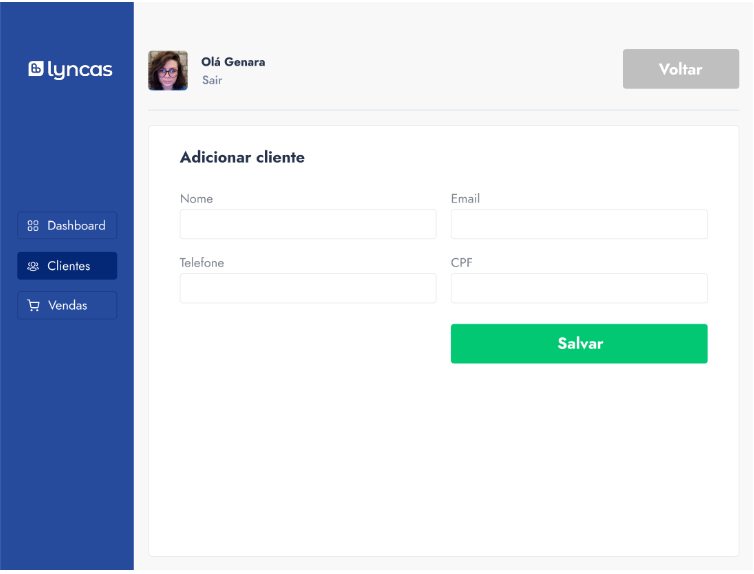 lyncas
Olá Genara
Sair
Voltar
Dashboard
Clientes
Vendas
Adicionar cliente
Nome
Email
Telefone
CPF
Salvar